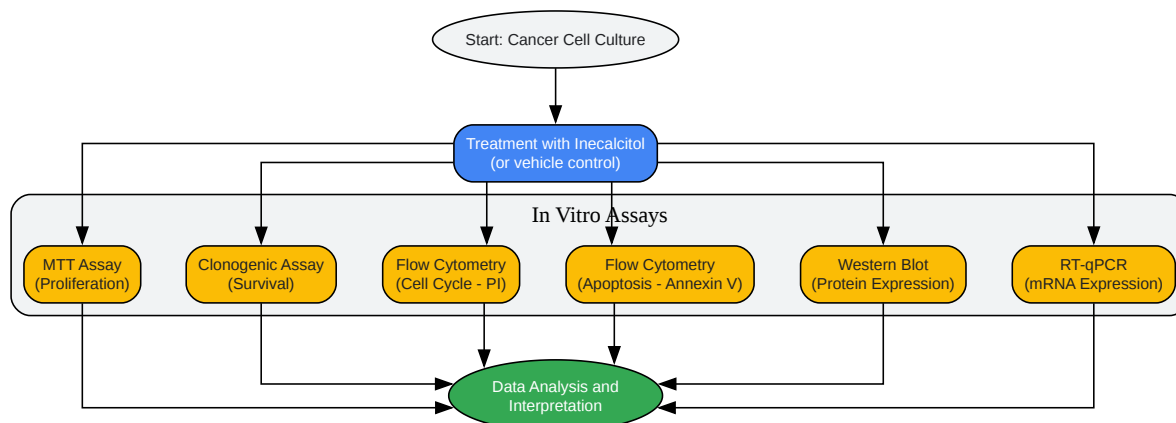 Start: Cancer Cell Culture
Treatment with Inecalcitol
(or vehicle control)
In Vitro Assays
MTT Assay
(Proliferation)
Clonogenic Assay
(Survival)
Flow Cytometry
(Cell Cycle - PI)
Flow Cytometry
(Apoptosis - Annexin V)
Western Blot
(Protein Expression)
RT-qPCR
(mRNA Expression)
Data Analysis and
Interpretation